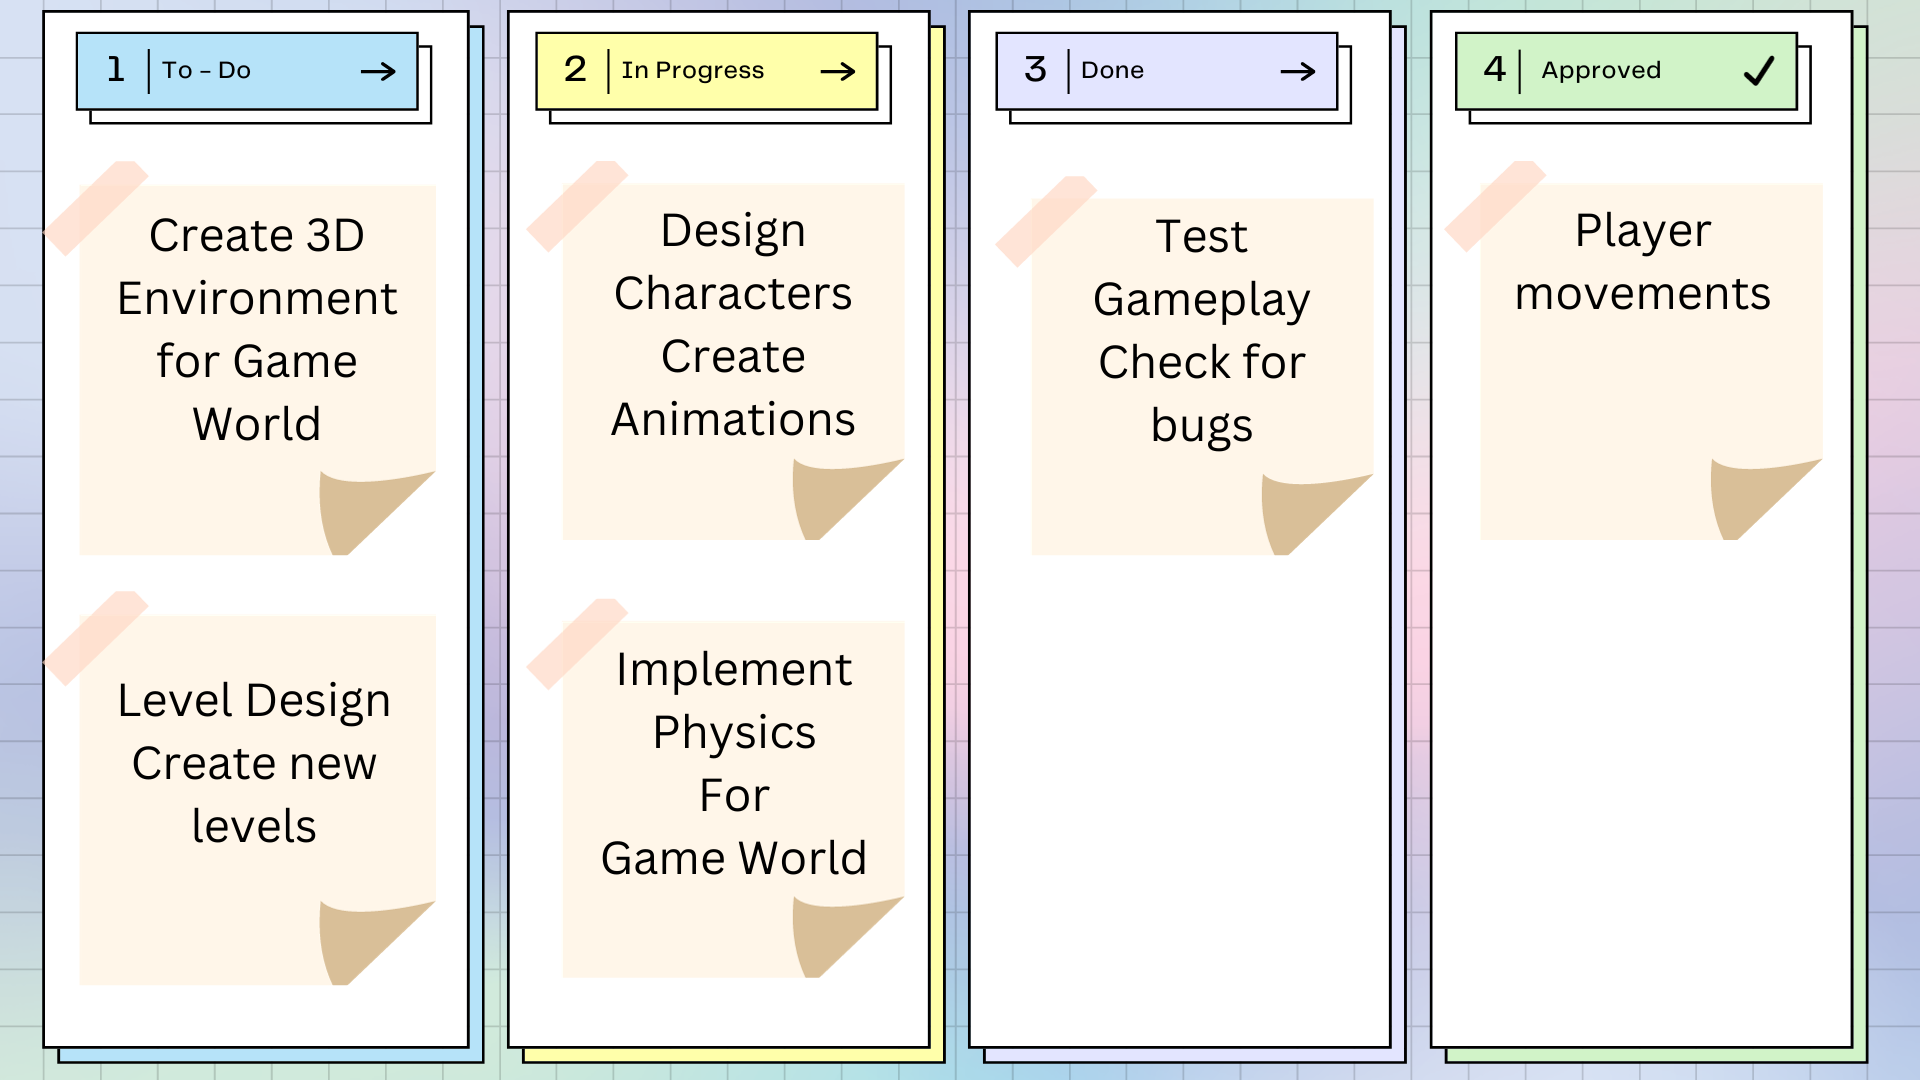 1 To - Do →
Create 3D
Environment
for Game
World
Level Design
Create new
levels
2 In Progress →
Design
Characters
Create
Animations
Implement
Physics
For
Game World
3 Done →
Test
Gameplay
Check for
bugs
4 Approved ✓
Player
movements